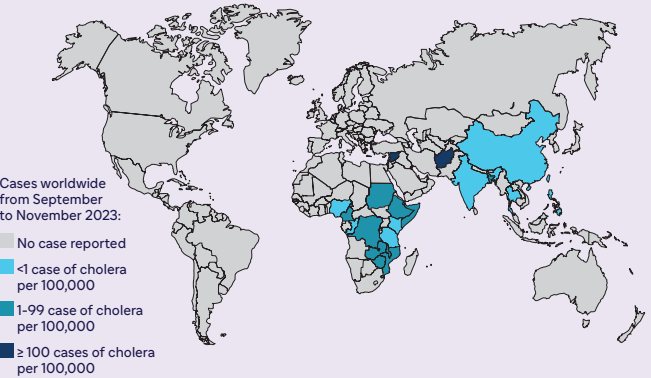 Cases worldwide
from September
to November 2023:
No case reported
<1 case of cholera
per 100,000
1-99 case of cholera
per 100,000
≥ 100 cases of cholera
per 100,000